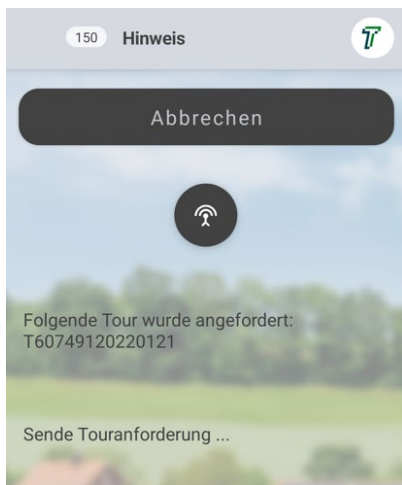 150 Hinweis
Abbrechen
Folgende Tour wurde angefordert:
T60749120220121
Sende Touranforderung ...